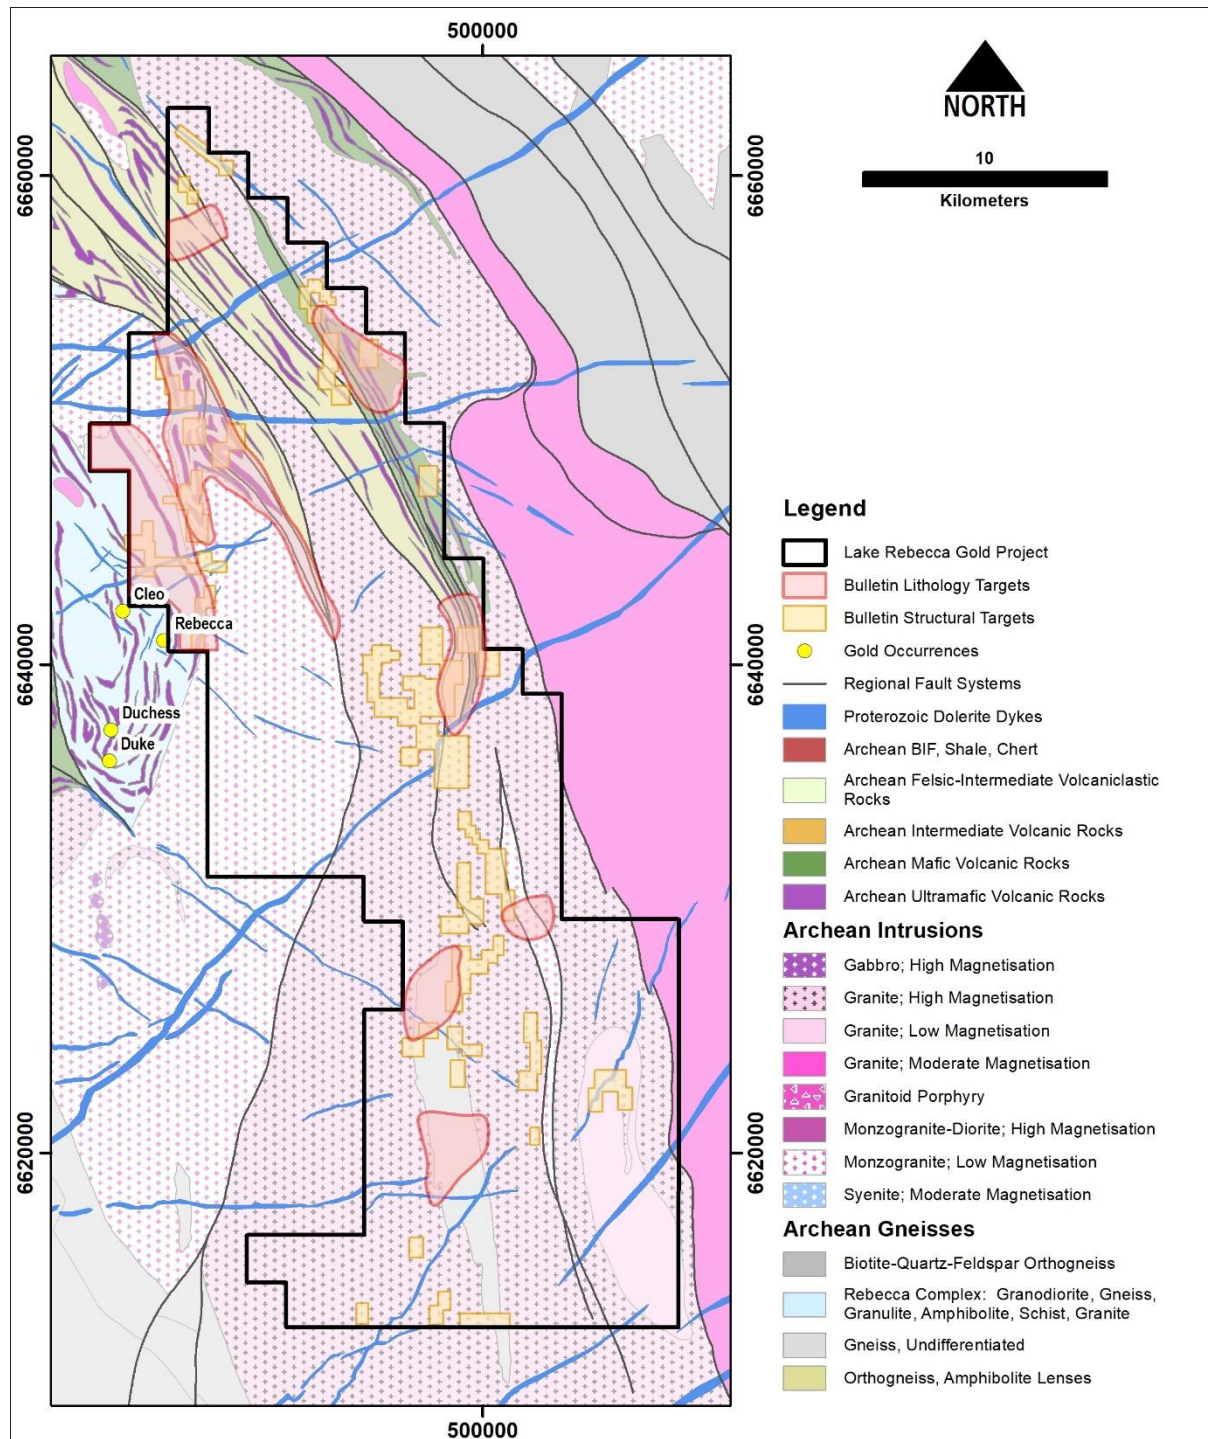 500000
NORTH
10
Kilometers
6660000
6660000
Cleo
Rebecca
6640000
6640000
Duchess
Duke
6620000
6620000
500000
Legend
Lake Rebecca Gold Project
Bulletin Lithology Targets
Bulletin Structural Targets
Gold Occurrences
Regional Fault Systems
Proterozoic Dolerite Dykes
Archean BIF, Shale, Chert
Archean Felsic-Intermediate Volcaniclastic
Rocks
Archean Intermediate Volcanic Rocks
Archean Mafic Volcanic Rocks
Archean Ultramafic Volcanic Rocks
Archean Intrusions
Gabbro; High Magnetisation
Granite; High Magnetisation
Granite; Low Magnetisation
Granite; Moderate Magnetisation
Granitoid Porphyry
Monzogranite-Diorite; High Magnetisation
Monzogranite; Low Magnetisation
Syenite; Moderate Magnetisation
Archean Gneisses
Biotite-Quartz-Feldspar Orthogneiss
Rebecca Complex: Granodiorite, Gneiss,
Granulite, Amphibolite, Schist, Granite
Gneiss, Undifferentiated
Orthogneiss, Amphibolite Lenses